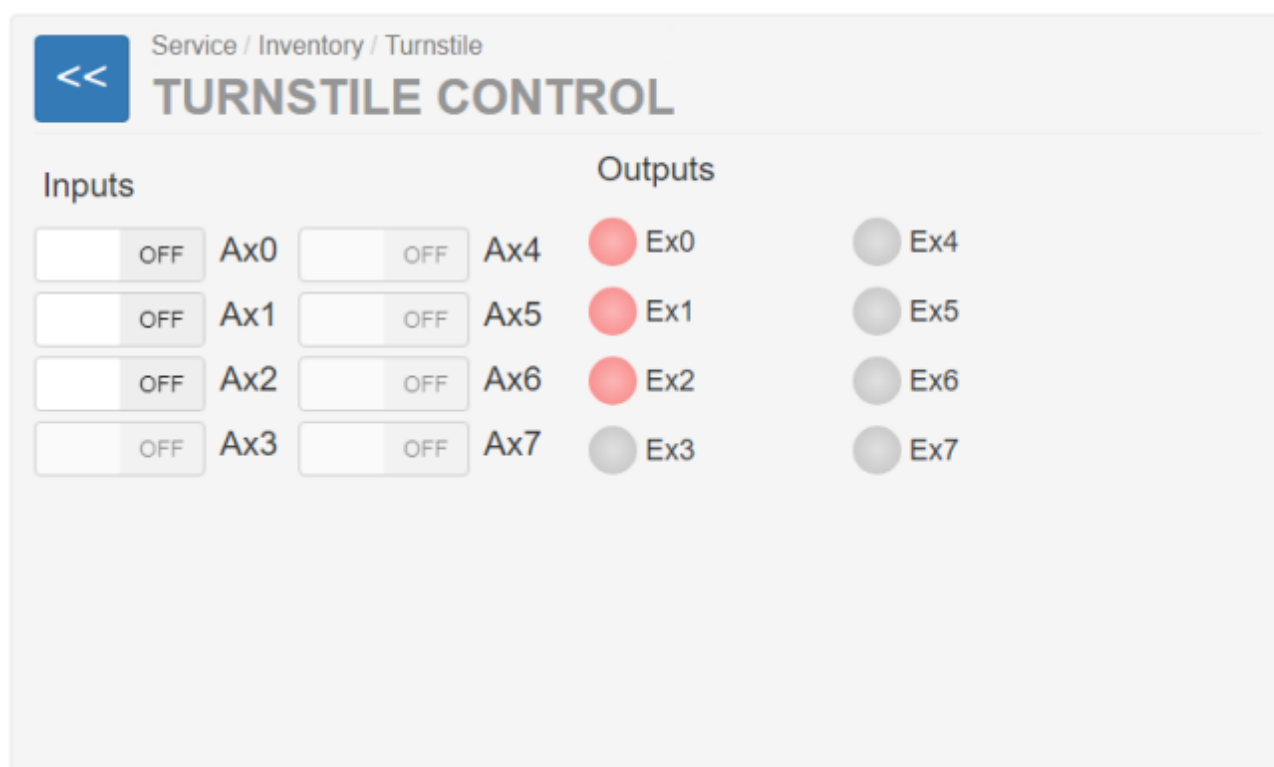 <<
Service / Inventory / Turnstile
TURNSTILE CONTROL
Inputs
OFF Ax0 OFF Ax4
OFF Ax1 OFF Ax5
OFF Ax2 OFF Ax6
OFF Ax3 OFF Ax7
Outputs
Ex0 Ex4
Ex1 Ex5
Ex2 Ex6
Ex3 Ex7